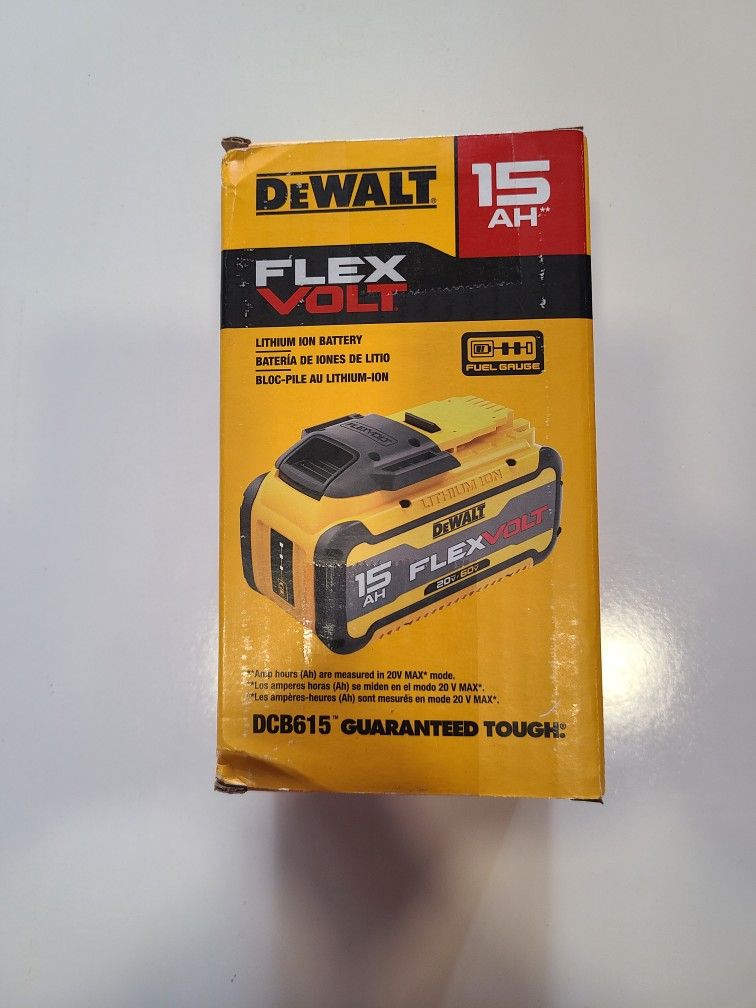 DEWALT®
15
AH**
FLEX
VOLT®
LITHIUM ION BATTERY
BATERÍA DE IONES DE LITIO
BLOC-PILE AU LITHIUM-ION
FUEL GAUGE
FLEXVOLT
LITHIUM ION
DEWALT
FLEXVOLT
15
AH
20V 60V
**Amp hours (Ah) are measured in 20V MAX* mode.
**Los amperes horas (Ah) se miden en el modo 20 V MAX*.
**Les ampères-heures (Ah) sont mesurés en mode 20 V MAX*.
DCB615™ GUARANTEED TOUGH.®